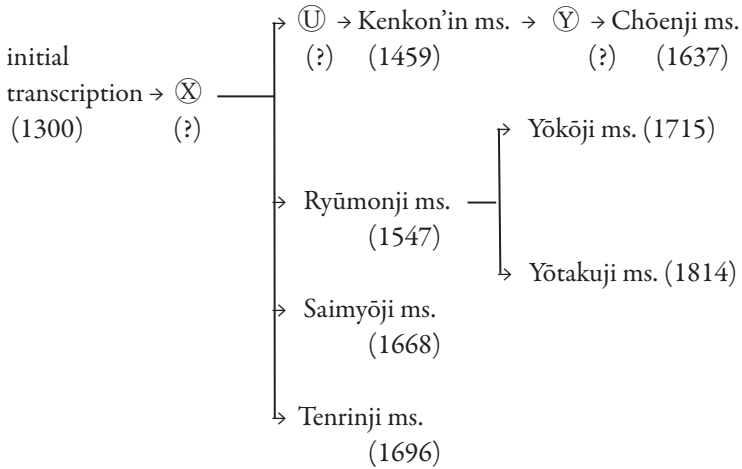 Ⓤ → Kenkon’in ms. → Ⓨ → Chōenji ms.
(?) (1459) (?) (1637)
initial
transcription → Ⓧ
(1300) (?)
Yōkōji ms. (1715)
Ryūmonji ms.
(1547)
Yōtakuji ms. (1814)
Saimyōji ms.
(1668)
Tenrinji ms.
(1696)